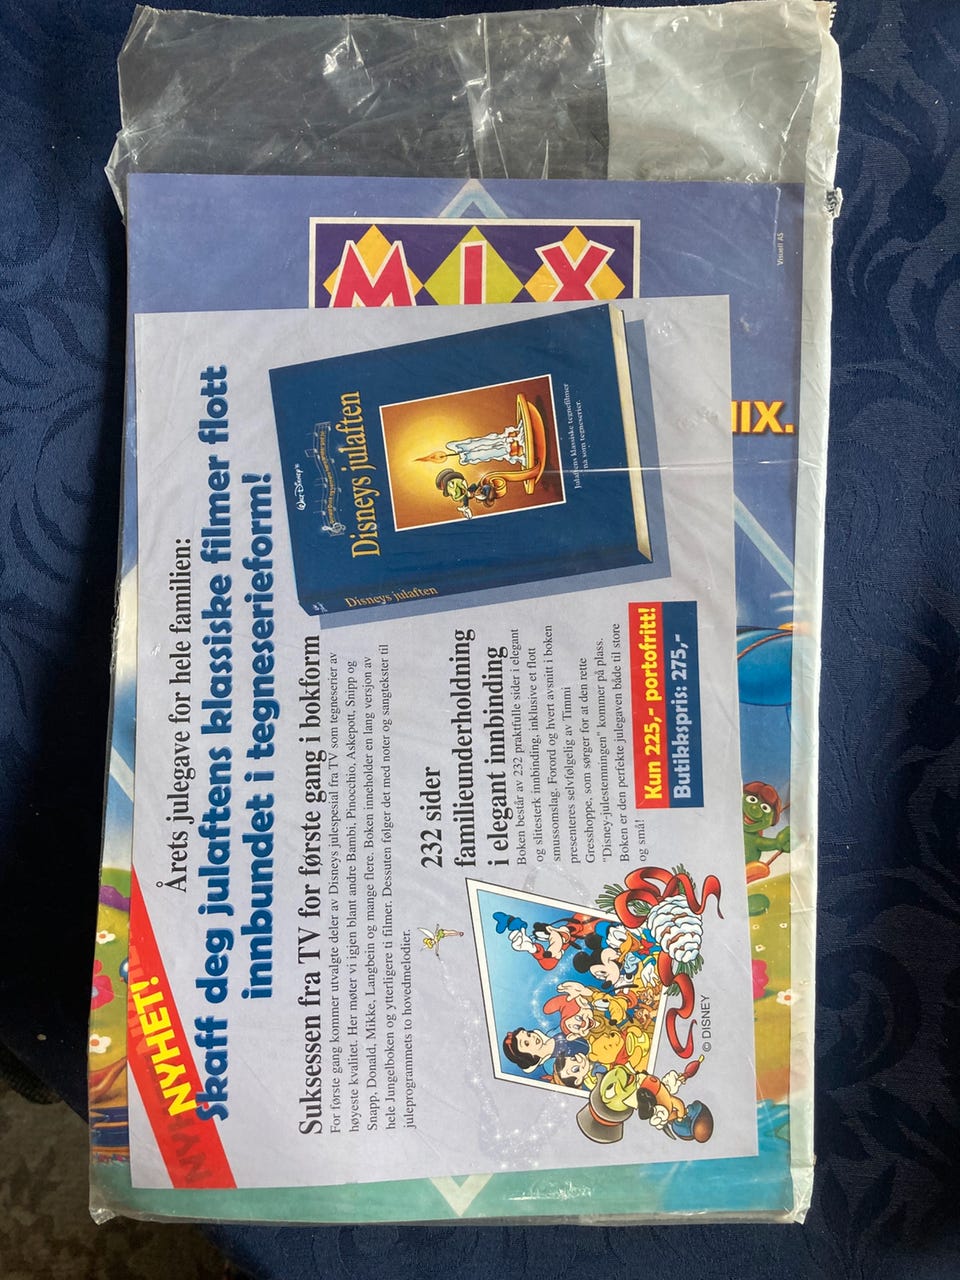 MIX
Visuell AS
MIX.
NYHET!
Årets julegave for hele familien:
Skaff deg julaftens klassiske filmer flott
innbundet i tegneserieform!
Suksessen fra TV for første gang i bokform
For første gang kommer utvalgte deler av Disneys julespesial fra TV som tegneserier av
høyeste kvalitet. Her møter vi igjen blant andre Bambi, Pinocchio, Askepott, Snipp og
Snapp, Donald, Mikke, Langbein og mange flere. Boken inneholder en lang versjon av
hele Jungelboken og ytterligere ti filmer. Dessuten følger det med noter og sangtekster til
juleprogrammets to hovedmelodier.
232 sider
familieunderholdning
i elegant innbinding
Boken består av 232 praktfulle sider i elegant
og slitesterk innbinding, inklusive et flott
smussomslag. Forord og hvert avsnitt i boken
presenteres selvfølgelig av Timmi
Gresshoppe, som sørger for at den rette
"Disney-julestemningen" kommer på plass.
Boken er den perfekte julegaven både til store
og små!
Kun 225,- portofritt!
Butikkspris: 275,-
Walt Disney's
Disneys julaften
Julaftens klassiske tegnefilmer
nå som tegneserier.
Disneys julaften
© DISNEY